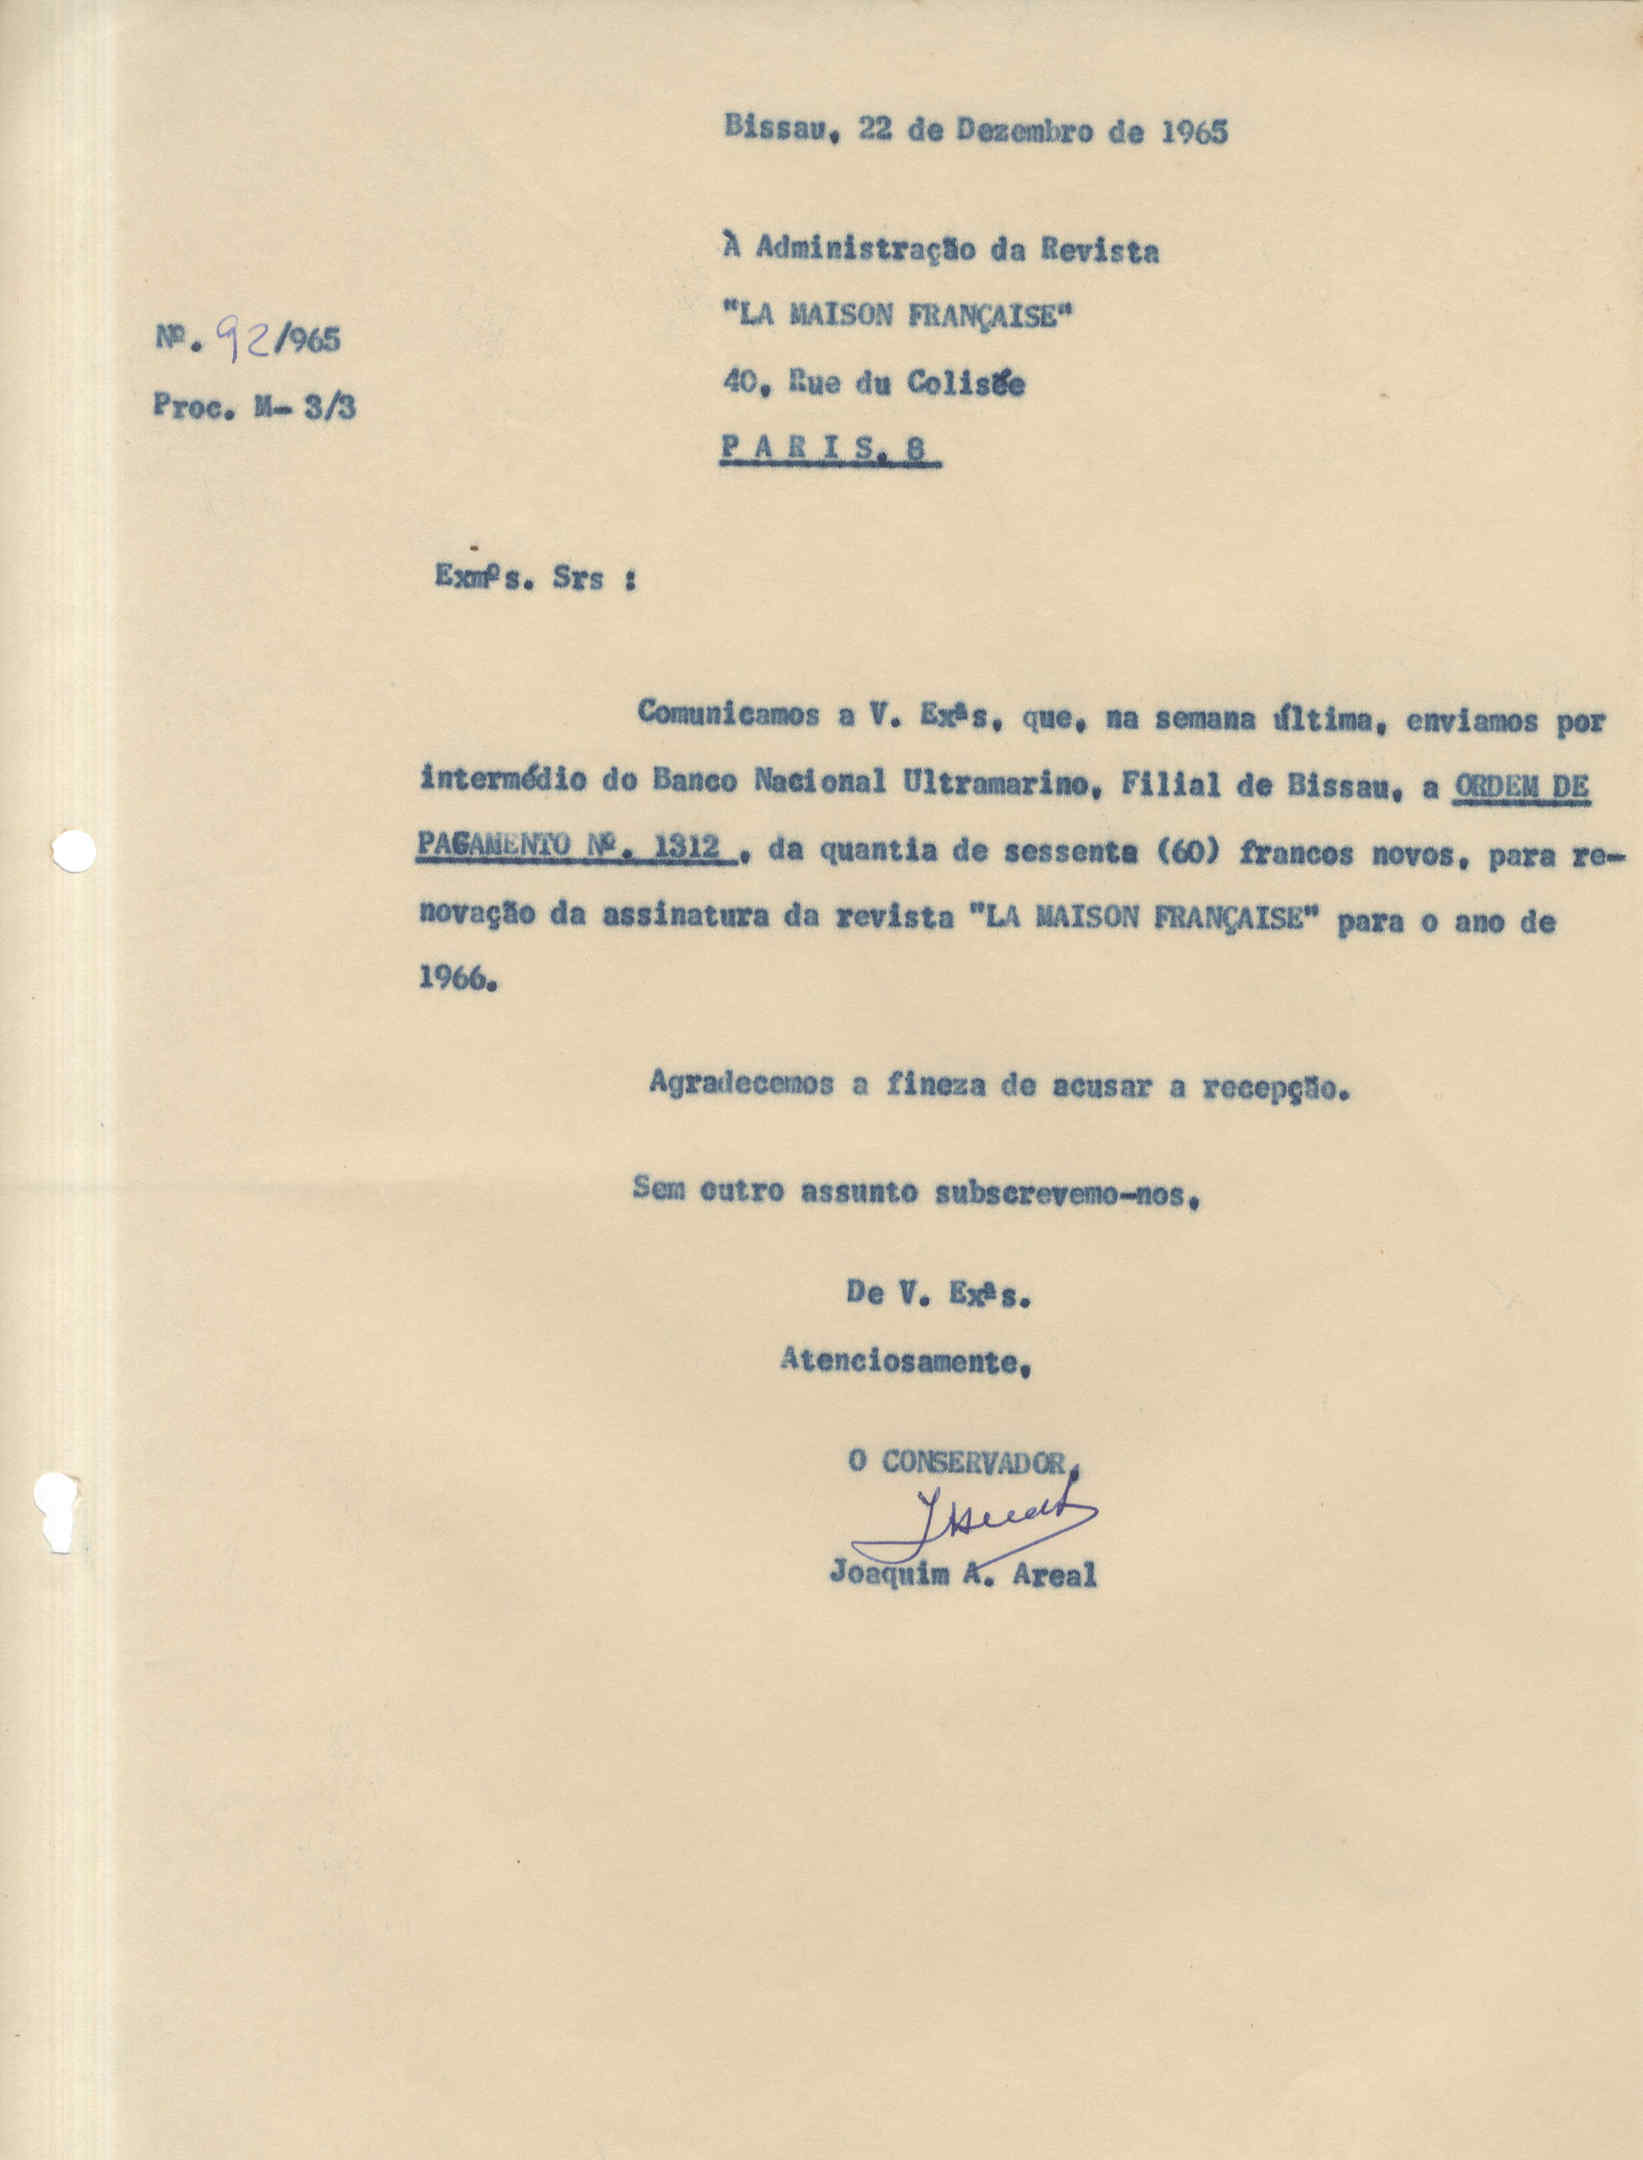 Bissau, 22 de Dezembro de 1965
À Administração da Revista
"LA MAISON FRANÇAISE"
Nº. 92/965
40, Rue du Colisée
Proc. M- 3/3
P A R I S. 8
Exmºs. Srs :
Comunicamos a V. Exªs, que, na semana última, enviamos por
intermédio do Banco Nacional Ultramarino, Filial de Bissau, a ORDEM DE
PAGAMENTO Nº. 1312 , da quantia de sessenta (60) francos novos, para re-
novação da assinatura da revista "LA MAISON FRANÇAISE" para o ano de
1966.
Agradecemos a fineza de acusar a recepção.
Sem outro assunto subscrevemo-nos,
De V. Exªs.
Atenciosamente,
O CONSERVADOR,
Joaquim A. Areal